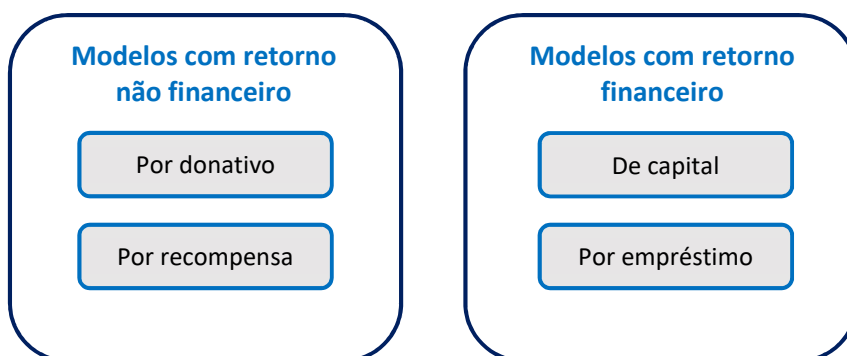 Modelos com retorno
não financeiro
Por donativo
Por recompensa
Modelos com retorno
financeiro
De capital
Por empréstimo